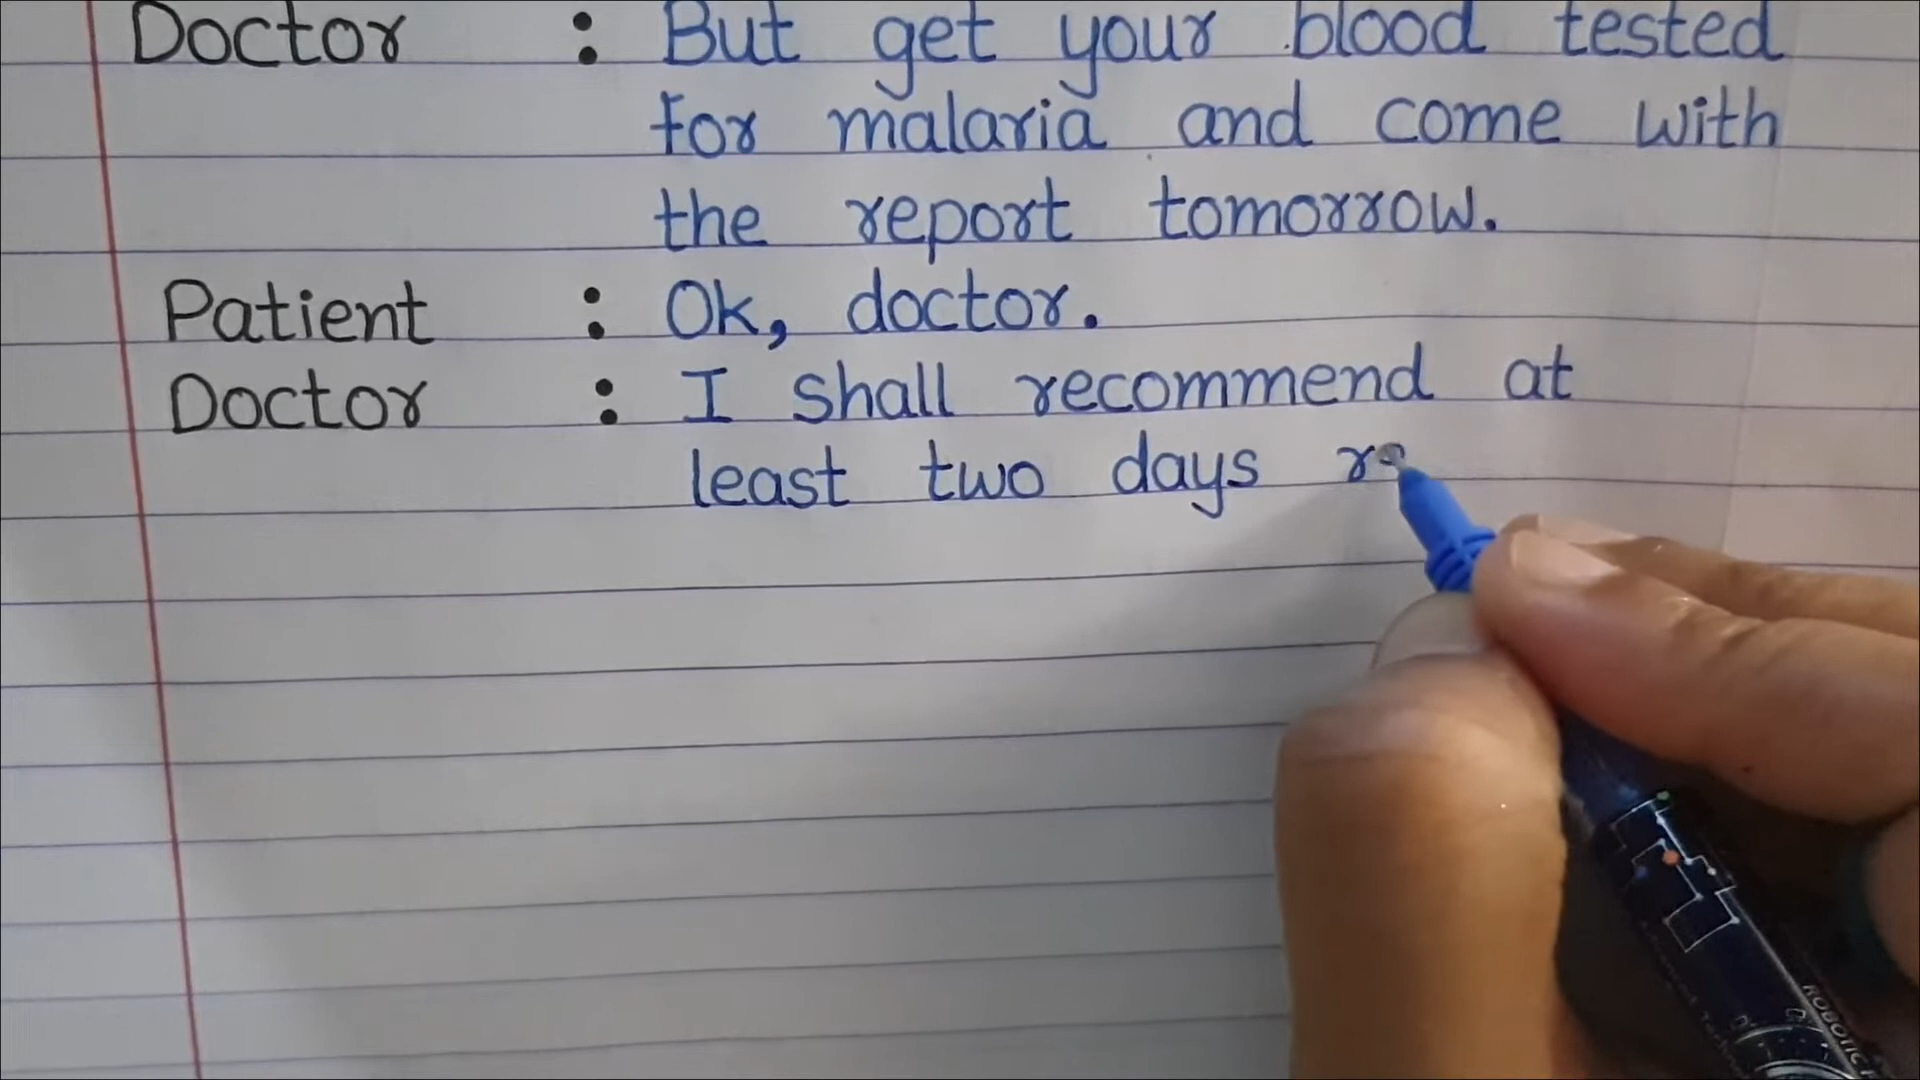 Doctor : But get your blood tested
for malaria and come with
the report tomorrow.
Patient : Ok, doctor.
Doctor : I shall recommend at
least two days
ROBOTIC